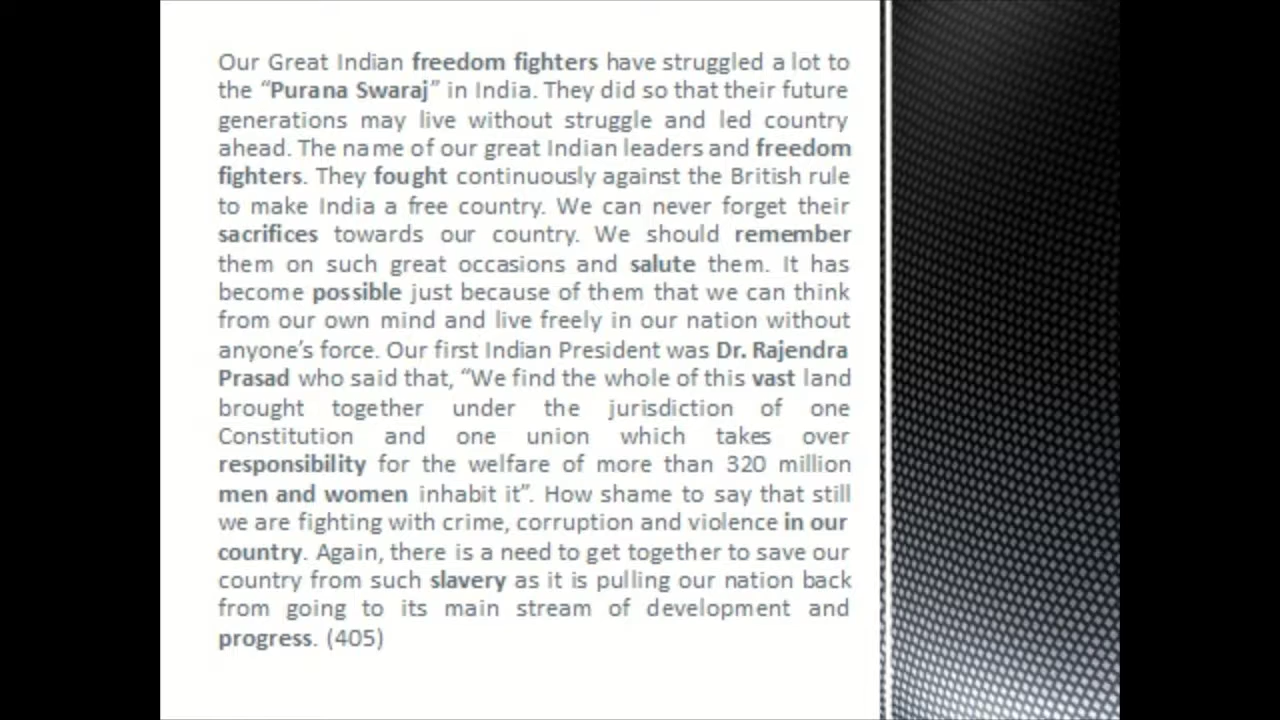 Our Great Indian freedom fighters have struggled a lot to
the “Purana Swaraj” in India. They did so that their future
generations may live without struggle and led country
ahead. The name of our great Indian leaders and freedom
fighters. They fought continuously against the British rule
to make India a free country. We can never forget their
sacrifices towards our country. We should remember
them on such great occasions and salute them. It has
become possible just because of them that we can think
from our own mind and live freely in our nation without
anyone’s force. Our first Indian President was Dr. Rajendra
Prasad who said that, “We find the whole of this vast land
brought together under the jurisdiction of one
Constitution and one union which takes over
responsibility for the welfare of more than 320 million
men and women inhabit it”. How shame to say that still
we are fighting with crime, corruption and violence in our
country. Again, there is a need to get together to save our
country from such slavery as it is pulling our nation back
from going to its main stream of development and
progress. (405)